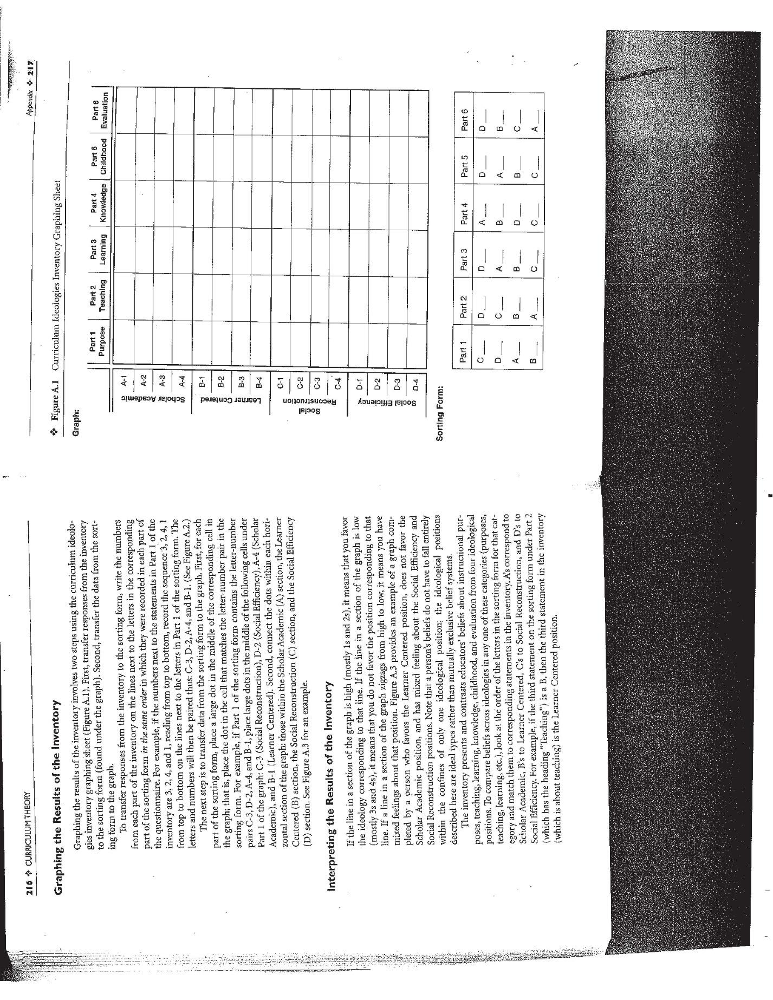 216 ❖ CURRICULUM THEORY
Graphing the Results of the Inventory
Graphing the results of the inventory involves two steps using the curriculum ideolo-
gies inventory graphing sheet (Figure A.1). First, transfer responses from the inventory
to the sorting form (found under the graph). Second, transfer the data from the sort-
ing form to the graph.
To transfer responses from the inventory to the sorting form, write the numbers
from each part of the inventory on the lines next to the letters in the corresponding
part of the sorting form in the same order in which they were recorded in each part of
the questionnaire. For example, if the numbers next to the statements in Part 1 of the
inventory are 3, 2, 4, and 1, reading from top to bottom, record the sequence 3, 2, 4, 1
from top to bottom on the lines next to the letters in Part 1 of the sorting form. The
letters and numbers will then be paired thus: C-3, D-2, A-4, and B-1. (See Figure A.2.)
The next step is to transfer data from the sorting form to the graph. First, for each
part of the sorting form, place a large dot in the middle of the corresponding cell in
the graph; that is, place the dot in the cell that matches the letter-number pair in the
sorting form. For example, if Part 1 of the sorting form contains the letter-number
pairs C-3, D-2, A-4, and B-1, place large dots in the middle of the following cells under
Part 1 of the graph: C-3 (Social Reconstruction), D-2 (Social Efficiency), A-4 (Scholar
Academic), and B-1 (Learner Centered). Second, connect the dots within each hori-
zontal section of the graph: those within the Scholar Academic (A) section, the Learner
Centered (B) section, the Social Reconstruction (C) section, and the Social Efficiency
(D) section. See Figure A.3 for an example.
Interpreting the Results of the Inventory
If the line in a section of the graph is high (mostly 1s and 2s), it means that you favor
the ideology corresponding to that line. If the line in a section of the graph is low
(mostly 3s and 4s), it means that you do not favor the position corresponding to that
line. If a line in a section of the graph zigzags from high to low, it means you have
mixed feelings about that position. Figure A.3 provides an example of a graph com-
pleted by a person who favors the Learner Centered position, does not favor the
Scholar Academic position, and has mixed feeling about the Social Efficiency and
Social Reconstruction positions. Note that a person's beliefs do not have to fall entirely
within the confines of only one ideological position; the ideological positions
described here are ideal types rather than mutually exclusive belief systems.
The inventory presents and contrasts educators' beliefs about instructional pur-
poses, teaching, learning, knowledge, childhood, and evaluation from four ideological
positions. To compare beliefs across ideologies in any one of these categories (purposes,
teaching, learning, etc.), look at the order of the letters in the sorting form for that cat-
egory and match them to corresponding statements in the inventory. A's correspond to
Scholar Academic, B's to Learner Centered, C's to Social Reconstruction, and D's to
Social Efficiency. For example, if the third statement on the sorting form under Part 2
(which has the heading "Teaching") is a B, then the third statement in the inventory
(which is about teaching) is the Learner Centered position.
Appendix ❖ 217
❖ Figure A.1 Curriculum Ideologies Inventory Graphing Sheet
Graph:
Part 1 Part 2 Part 3 Part 4 Part 5 Part 6
Purpose Teaching Learning Knowledge Childhood Evaluation
Scholar Academic
A-1
A-2
A-3
A-4
Learner Centered
B-1
B-2
B-3
B-4
Social
Reconstruction
C-1
C-2
C-3
C-4
Social Efficiency
D-1
D-2
D-3
D-4
Sorting Form:
Part 1 Part 2 Part 3 Part 4 Part 5 Part 6
C__ D__ D__ A__ D__ D__
D__ C__ A__ B__ A__ B__
A__ B__ B__ D__ B__ C__
B__ A__ C__ C__ C__ A__